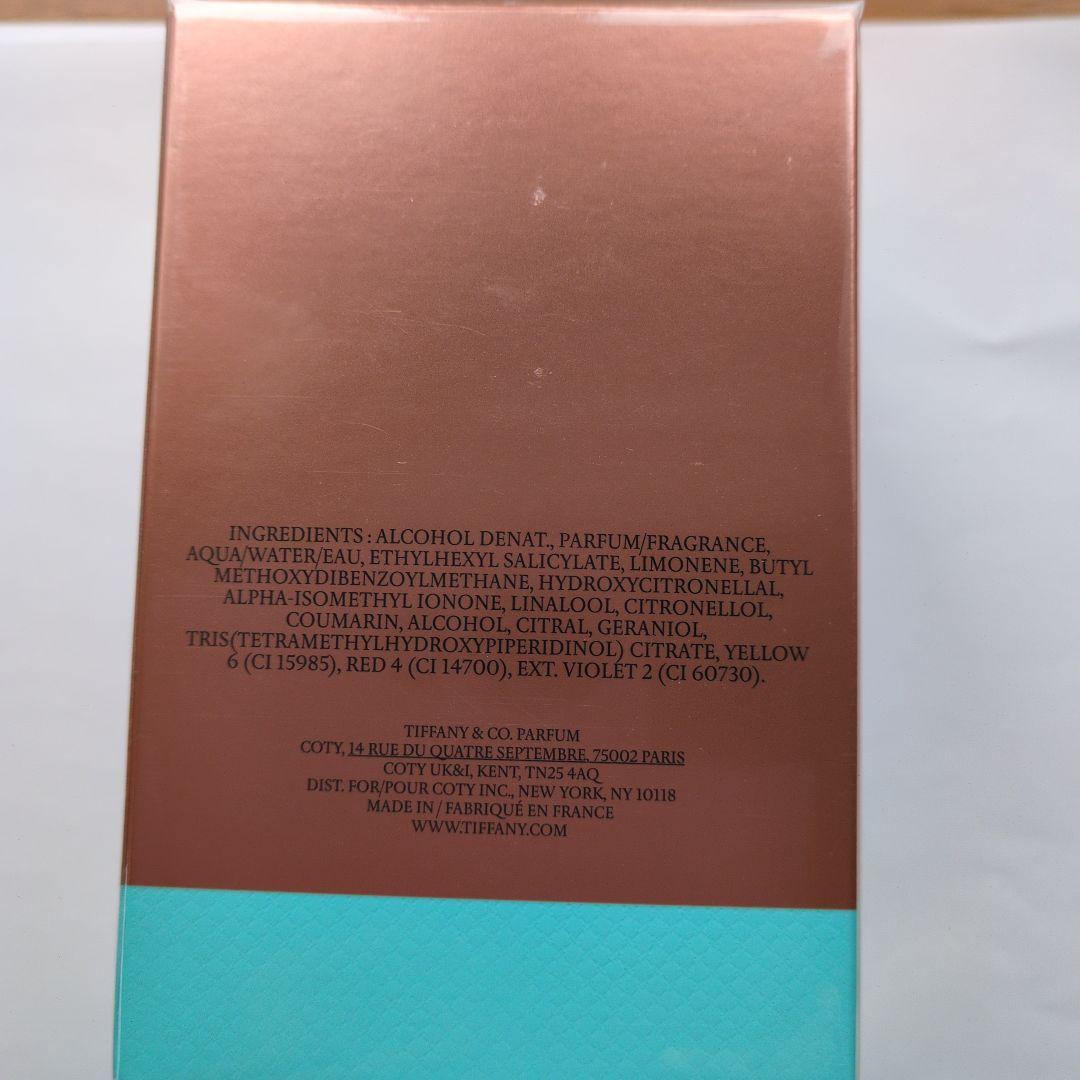 INGREDIENTS : ALCOHOL DENAT., PARFUM/FRAGRANCE,
AQUA/WATER/EAU, ETHYLHEXYL SALICYLATE, LIMONENE, BUTYL
METHOXYDIBENZOYLMETHANE, HYDROXYCITRONELLAL,
ALPHA-ISOMETHYL IONONE, LINALOOL, CITRONELLOL,
COUMARIN, ALCOHOL, CITRAL, GERANIOL,
TRIS(TETRAMETHYLHYDROXYPIPERIDINOL) CITRATE, YELLOW
6 (CI 15985), RED 4 (CI 14700), EXT. VIOLET 2 (CI 60730).
TIFFANY & CO. PARFUM
COTY, 14 RUE DU QUATRE SEPTEMBRE, 75002 PARIS
COTY UK&I, KENT, TN25 4AQ
DIST. FOR/POUR COTY INC., NEW YORK, NY 10118
MADE IN / FABRIQUÉ EN FRANCE
WWW.TIFFANY.COM